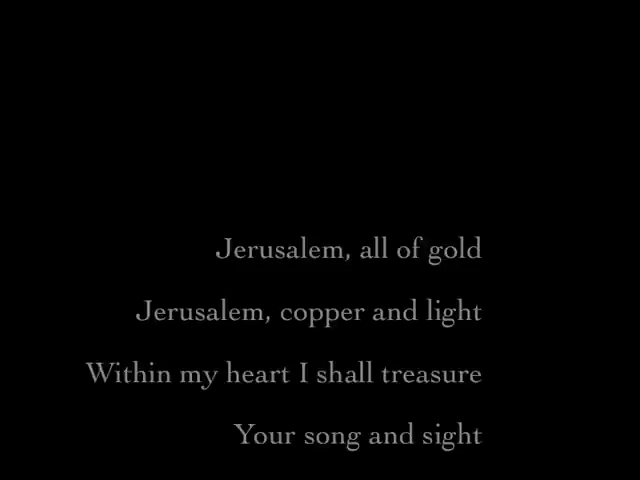 Jerusalem, all of gold
Jerusalem, copper and light
Within my heart I shall treasure
Your song and sight